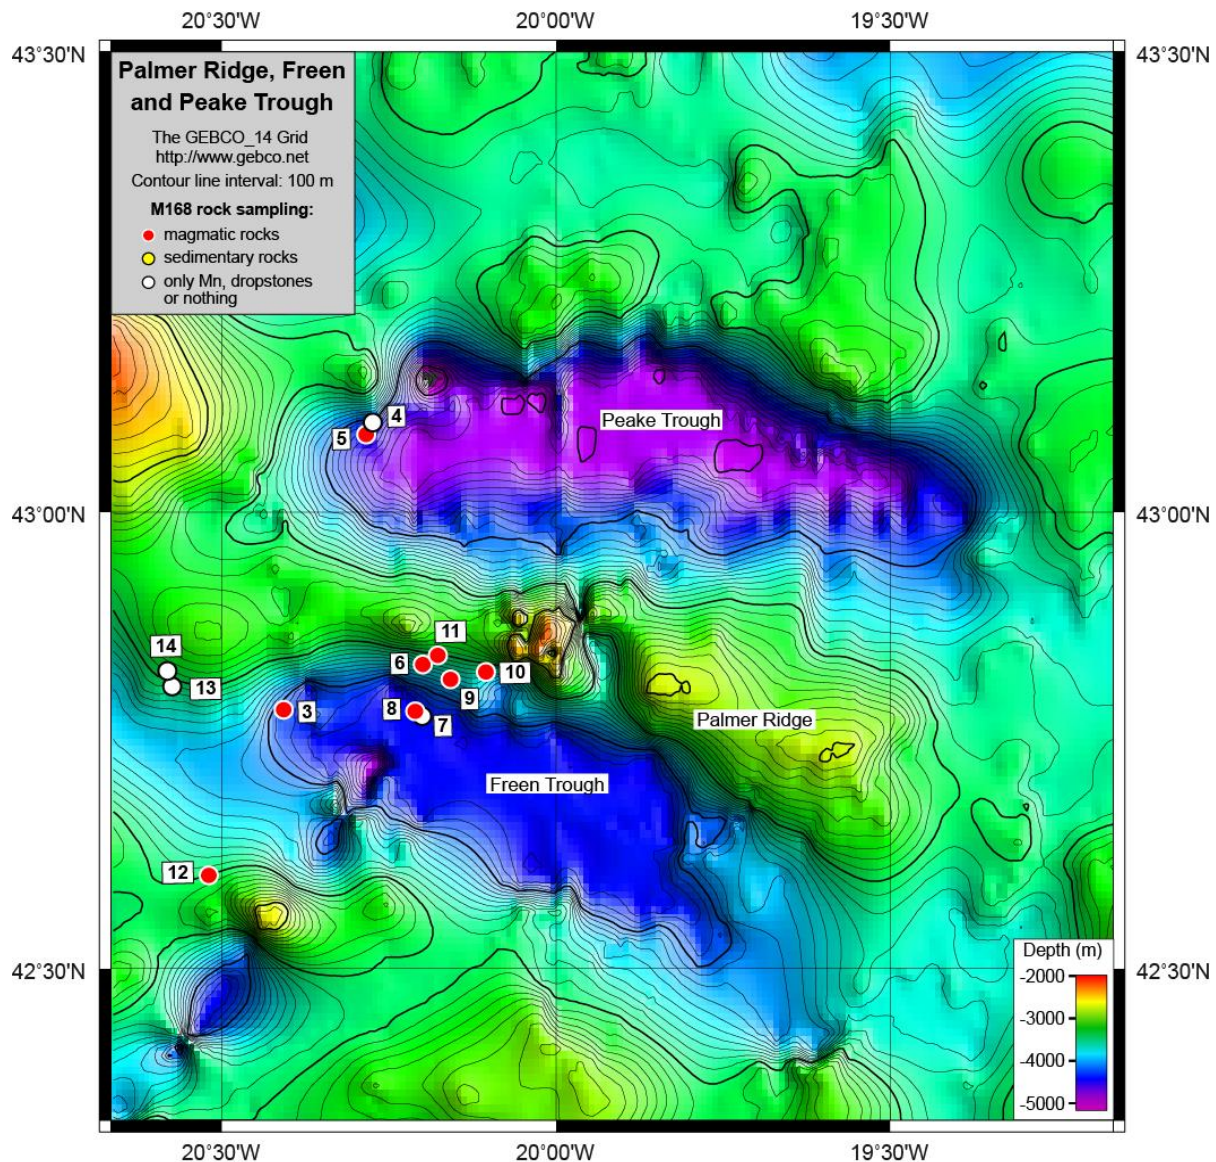 20°30'W 20°00'W 19°30'W
43°30'N 43°30'N
Palmer Ridge, Freen
and Peake Trough
The GEBCO_14 Grid
http://www.gebco.net
Contour line interval: 100 m
M168 rock sampling:
magmatic rocks
sedimentary rocks
only Mn, dropstones
or nothing
4
5
Peake Trough
43°00'N 43°00'N
11
14
6
10
13
9
3
8
7
Palmer Ridge
Freen Trough
12
42°30'N 42°30'N
Depth (m)
-2000
-3000
-4000
-5000
20°30'W 20°00'W 19°30'W